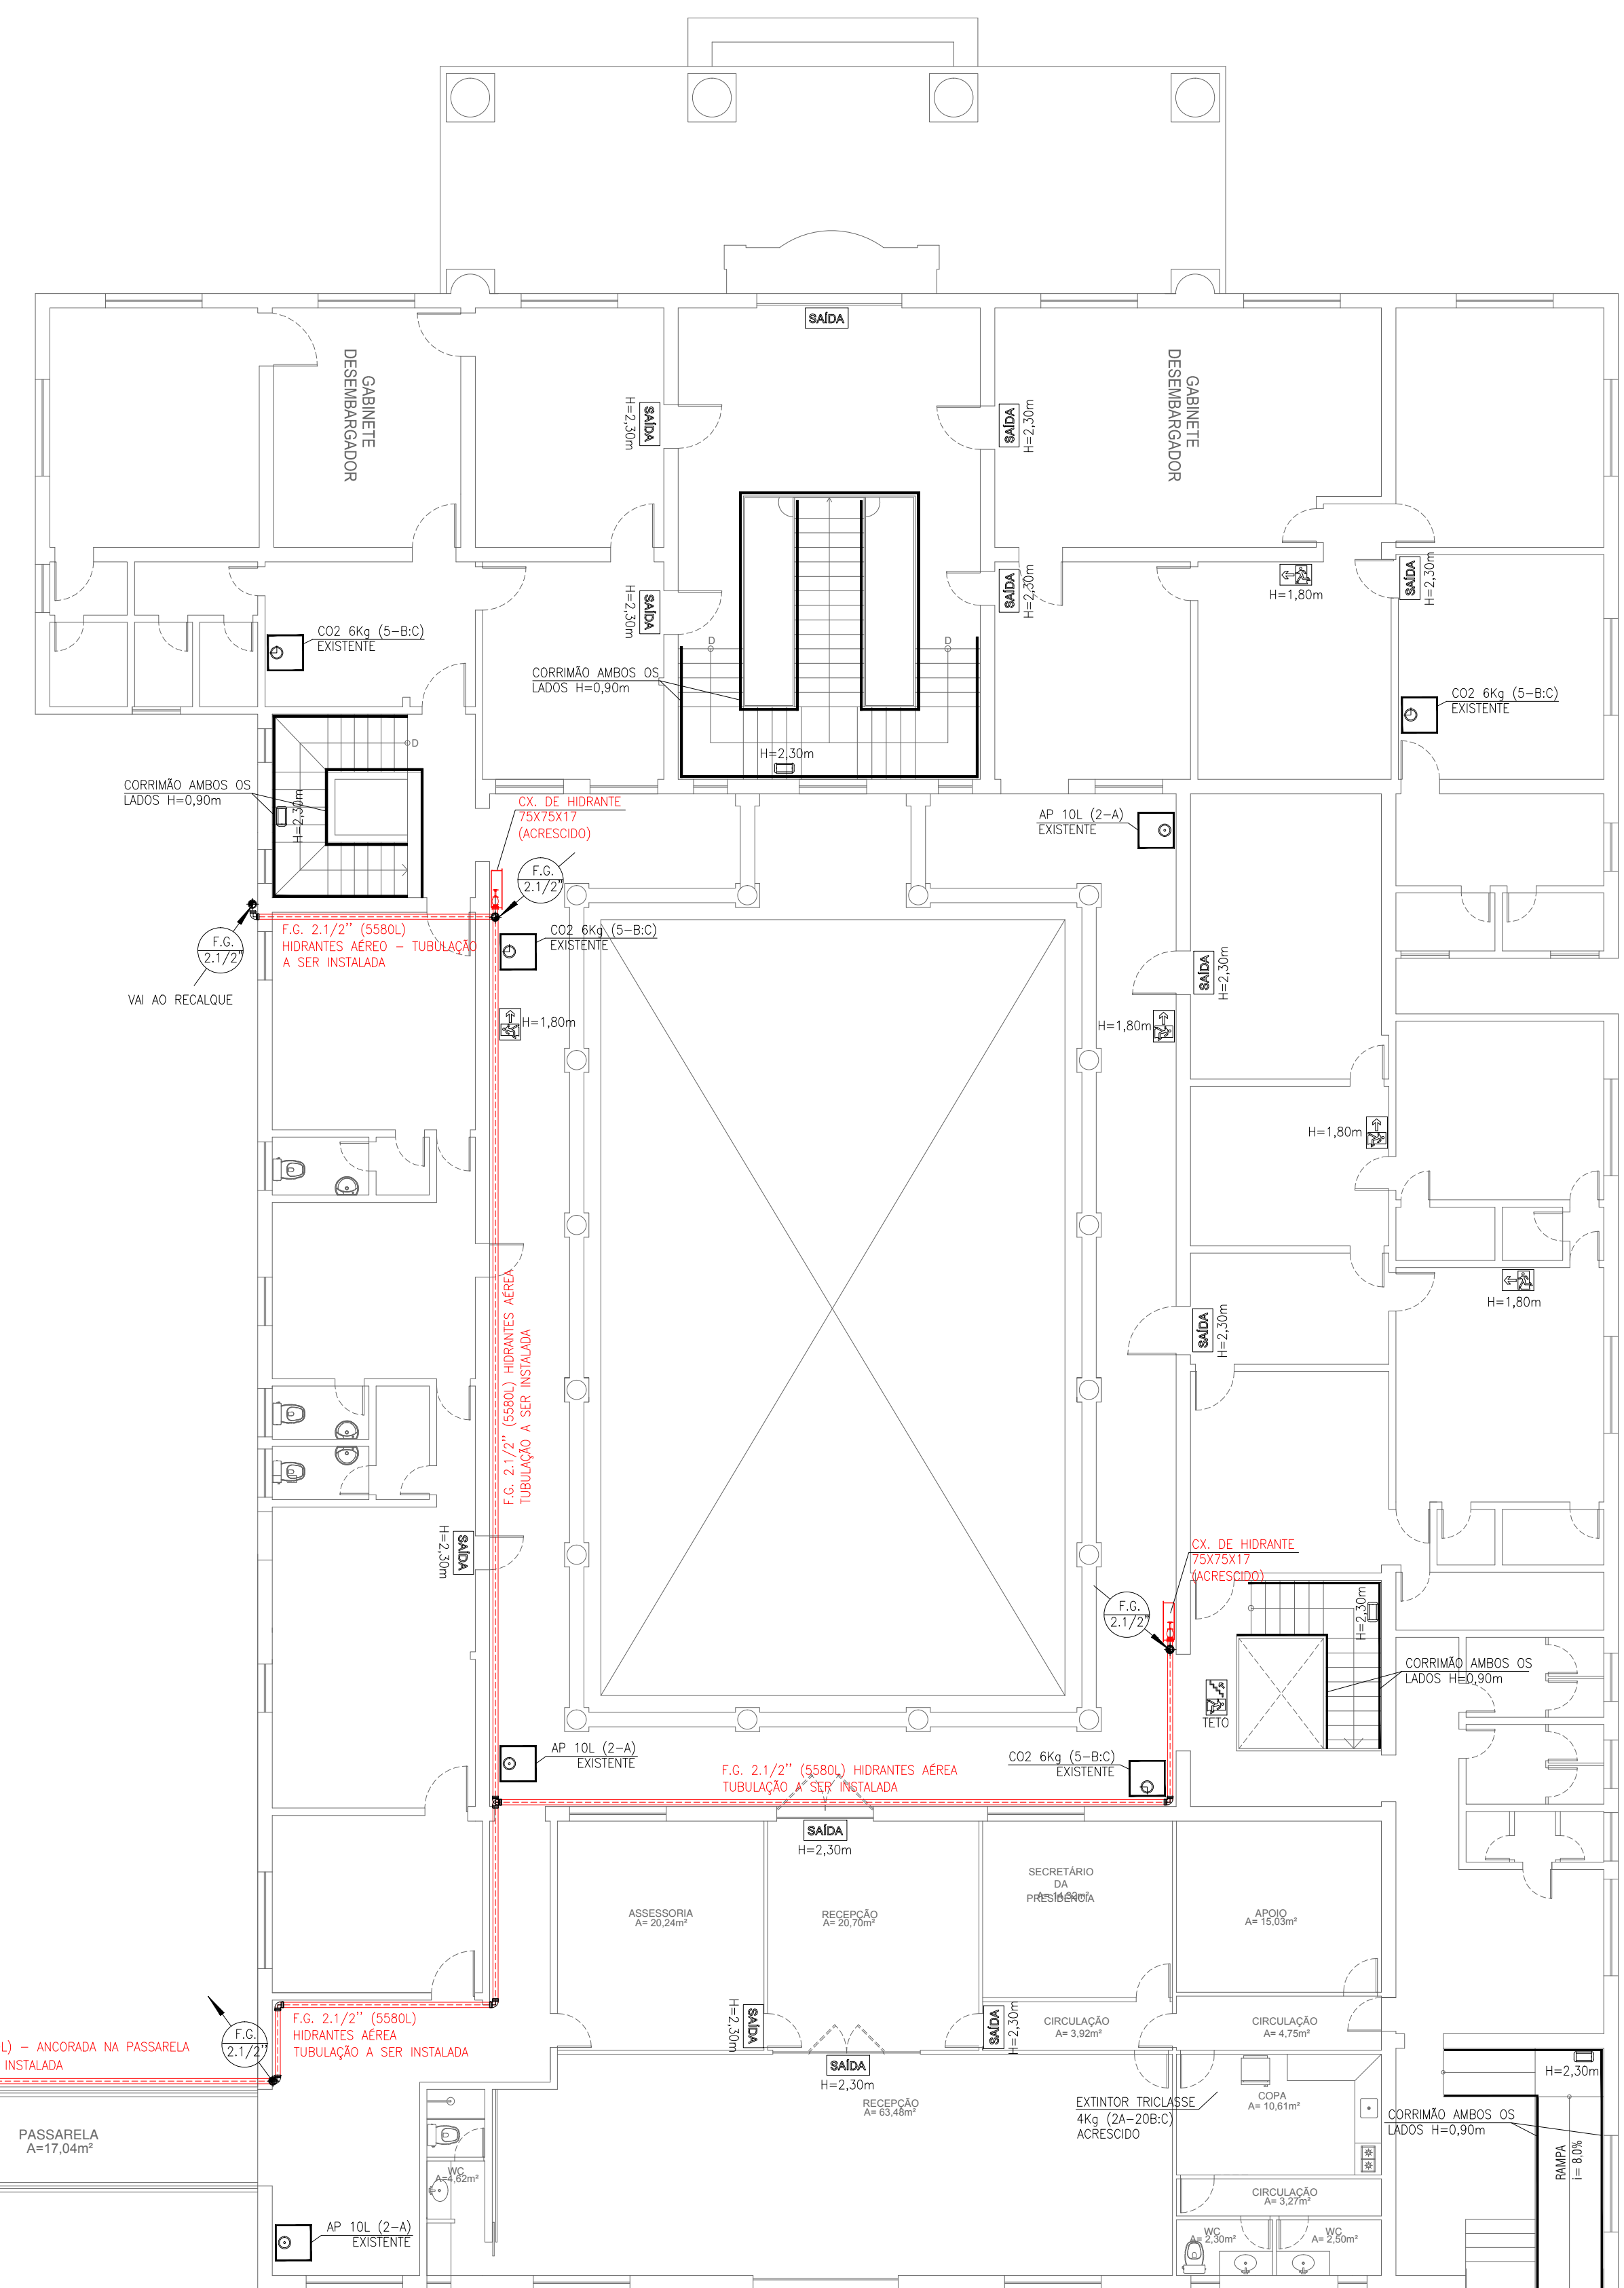 SAÍDA
GABINETE
DESEMBARGADOR
GABINETE
DESEMBARGADOR
SAÍDA
H=2,30m
SAÍDA
H=2,30m
SAÍDA
H=2,30m
SAÍDA
H=2,30m
H=1,80m
SAÍDA
H=2,30m
CO2 6Kg (5-B:C)
EXISTENTE
D
D
CORRIMÃO AMBOS OS
LADOS H=0,90m
CO2 6Kg (5-B:C)
EXISTENTE
D
H=2,30m
CORRIMÃO AMBOS OS
LADOS H=0,90m
H=2,30m
CX. DE HIDRANTE
75X75X17
(ACRESCIDO)
AP 10L (2-A)
EXISTENTE
F.G.
2.1/2"
F.G. 2.1/2'' (5580L)
HIDRANTES AÉREO - TUBULAÇÃO
A SER INSTALADA
F.G.
2.1/2"
CO2 6Kg (5-B:C)
EXISTENTE
VAI AO RECALQUE
SAÍDA
H=2,30m
H=1,80m
H=1,80m
H=1,80m
F.G. 2.1/2'' (5580L) HIDRANTES AÉREA
TUBULAÇÃO A SER INSTALADA
H=1,80m
SAÍDA
H=2,30m
SAÍDA
H=2,30m
CX. DE HIDRANTE
75X75X17
(ACRESCIDO)
F.G.
2.1/2"
H=2,30m
CORRIMÃO AMBOS OS
LADOS H=0,90m
TETO
AP 10L (2-A)
EXISTENTE
F.G. 2.1/2'' (5580L) HIDRANTES AÉREA
TUBULAÇÃO A SER INSTALADA
CO2 6Kg (5-B:C)
EXISTENTE
SAÍDA
H=2,30m
ASSESSORIA
A= 20,24m²
RECEPÇÃO
A= 20,70m²
SECRETÁRIO
DA
PRESIDÊNCIA
APOIO
A= 15,03m²
F.G. 2.1/2'' (5580L)
HIDRANTES AÉREA
TUBULAÇÃO A SER INSTALADA
F.G.
2.1/2"
L) - ANCORADA NA PASSARELA
INSTALADA
SAÍDA
H=2,30m
SAÍDA
H=2,30m
CIRCULAÇÃO
A= 3,92m²
CIRCULAÇÃO
A= 4,75m²
SAÍDA
H=2,30m
RECEPÇÃO
A= 63,48m²
EXTINTOR TRICLASSE
4Kg (2A-20B:C)
ACRESCIDO
COPA
A= 10,61m²
H=2,30m
CORRIMÃO AMBOS OS
LADOS H=0,90m
RAMPA
i= 8,0%
PASSARELA
A=17,04m²
WC
A=4,62m²
CIRCULAÇÃO
A= 3,27m²
WC
A= 2,30m²
WC
A= 2,50m²
AP 10L (2-A)
EXISTENTE